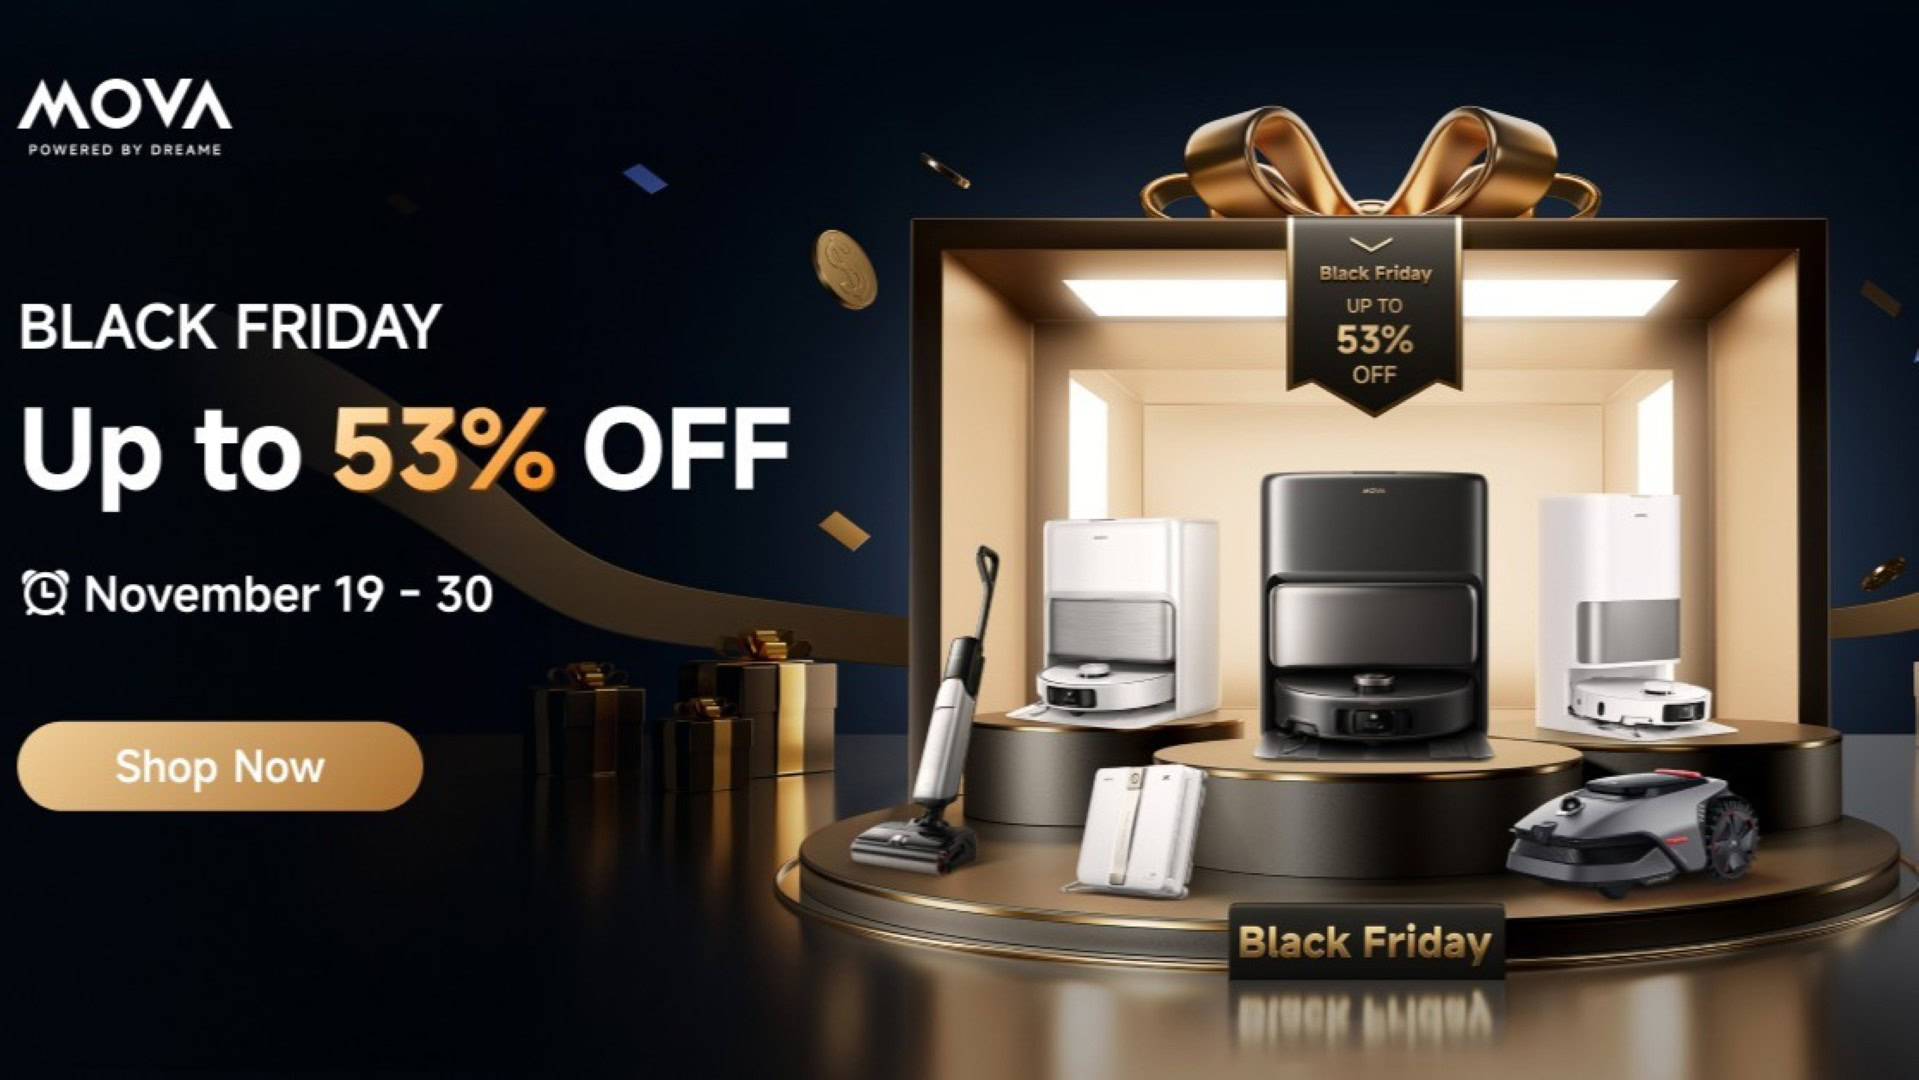 MOVA
POWERED BY DREAME
BLACK FRIDAY
Up to 53% OFF
November 19 - 30
Shop Now
Black Friday
UP TO
53%
OFF
MOVA
Black Friday